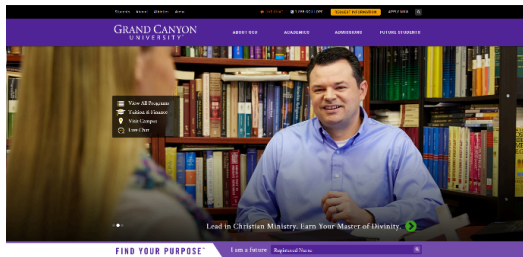 GRAND CANYON
UNIVERSITY
REQUEST INFORMATION
APPLY NOW
ABOUT GCU
ACADEMICS
ADMISSIONS
FUTURE STUDENTS
View All Programs
Tuition & Finance
Visit Campus
Live Chat
Lead in Christian Ministry. Earn Your Master of Divinity.
FIND YOUR PURPOSE
I am a future Registered Nurse